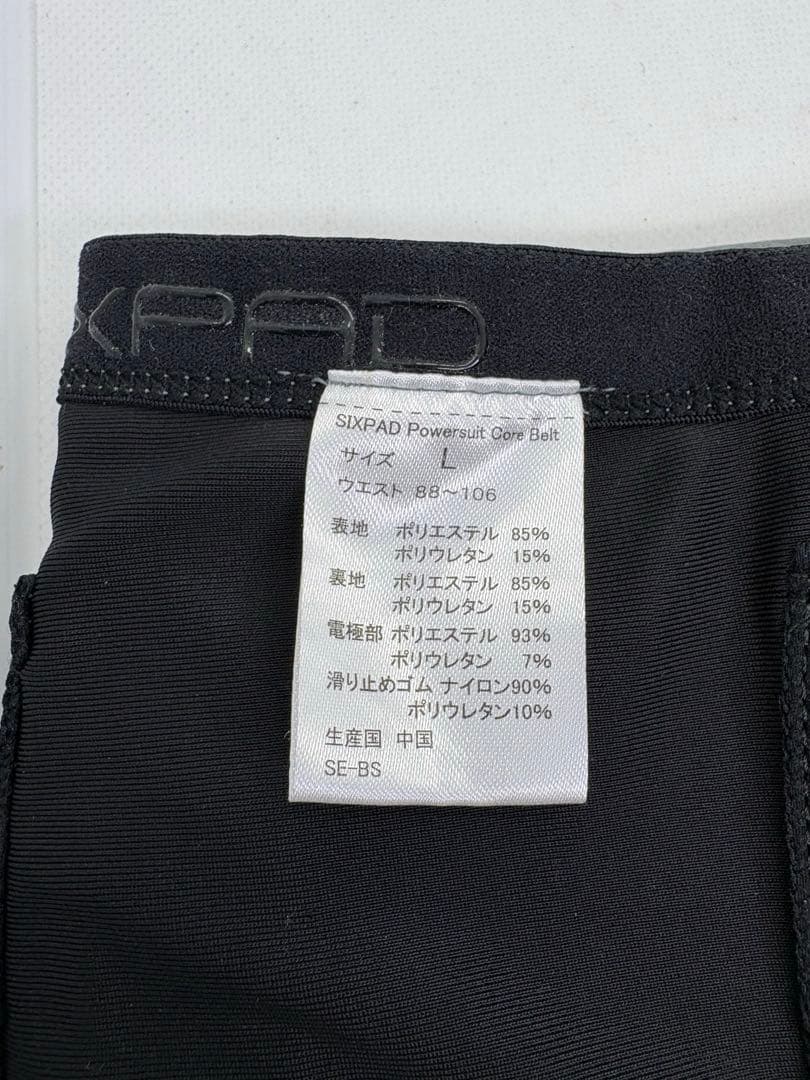 XPAD
SIXPAD Powersuit Core Belt
サイズ L
ウエスト 88～106
表地 ポリエステル 85%
ポリウレタン 15%
裏地 ポリエステル 85%
ポリウレタン 15%
電極部 ポリエステル 93%
ポリウレタン 7%
滑り止めゴム ナイロン90%
ポリウレタン10%
生産国 中国
SE-BS